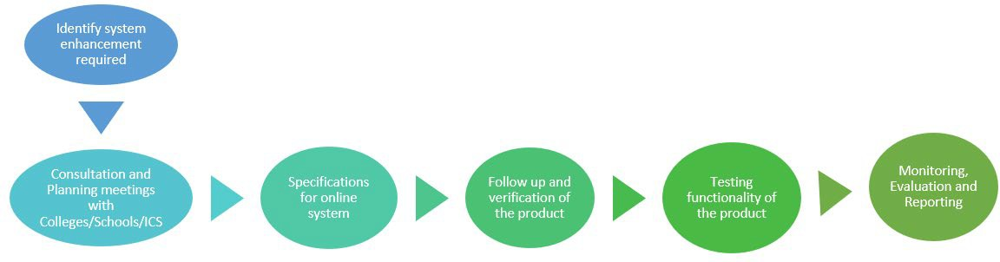 Identify system
enhancement
required
Consultation and
Planning meetings
with
Colleges/Schools/ICS
Specifications
for online
system
Follow up and
verification of
the product
Testing
functionality of
the product
Monitoring,
Evaluation and
Reporting